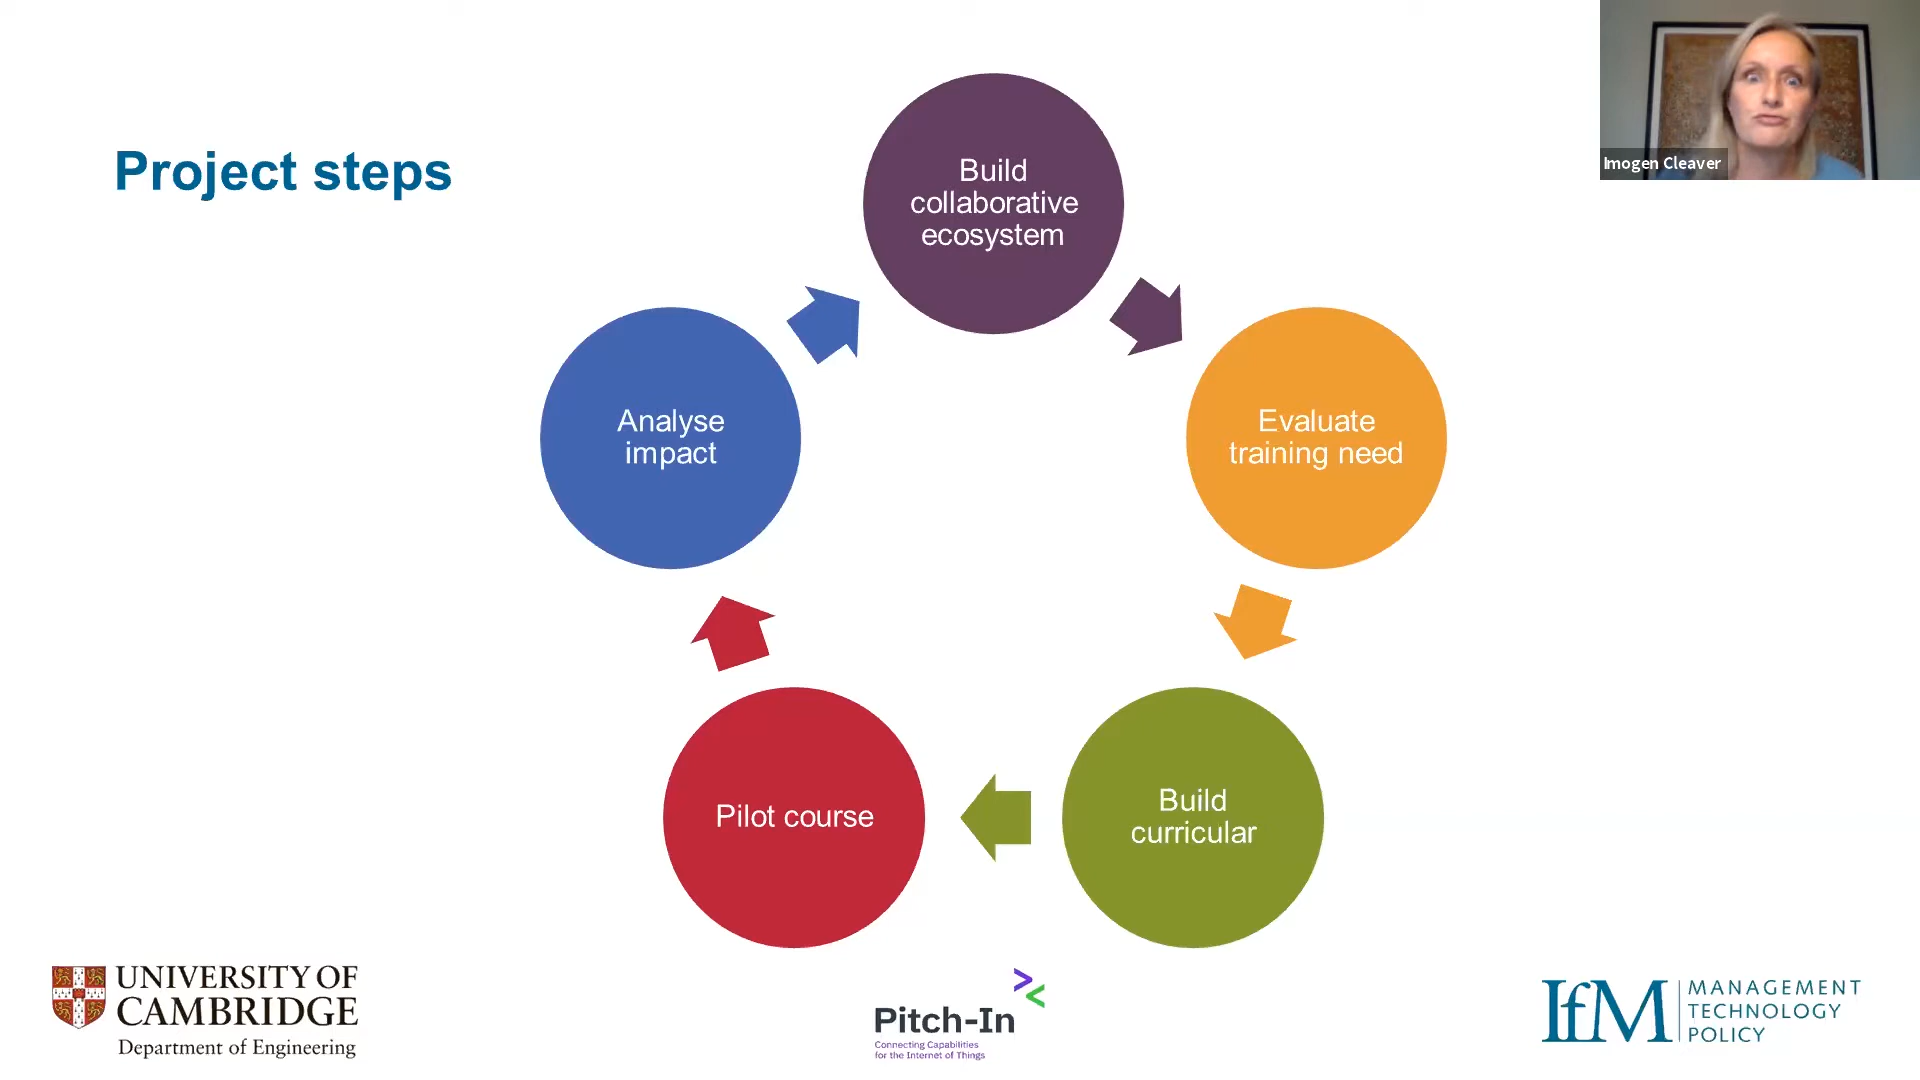 Project steps
Imogen Cleaver
Build
collaborative
ecosystem
Evaluate
training need
Build
curricular
Pilot course
Analyse
impact
UNIVERSITY OF
CAMBRIDGE
Department of Engineering
Pitch-In
Connecting Capabilities
for the Internet of Things
IfM
MANAGEMENT
TECHNOLOGY
POLICY